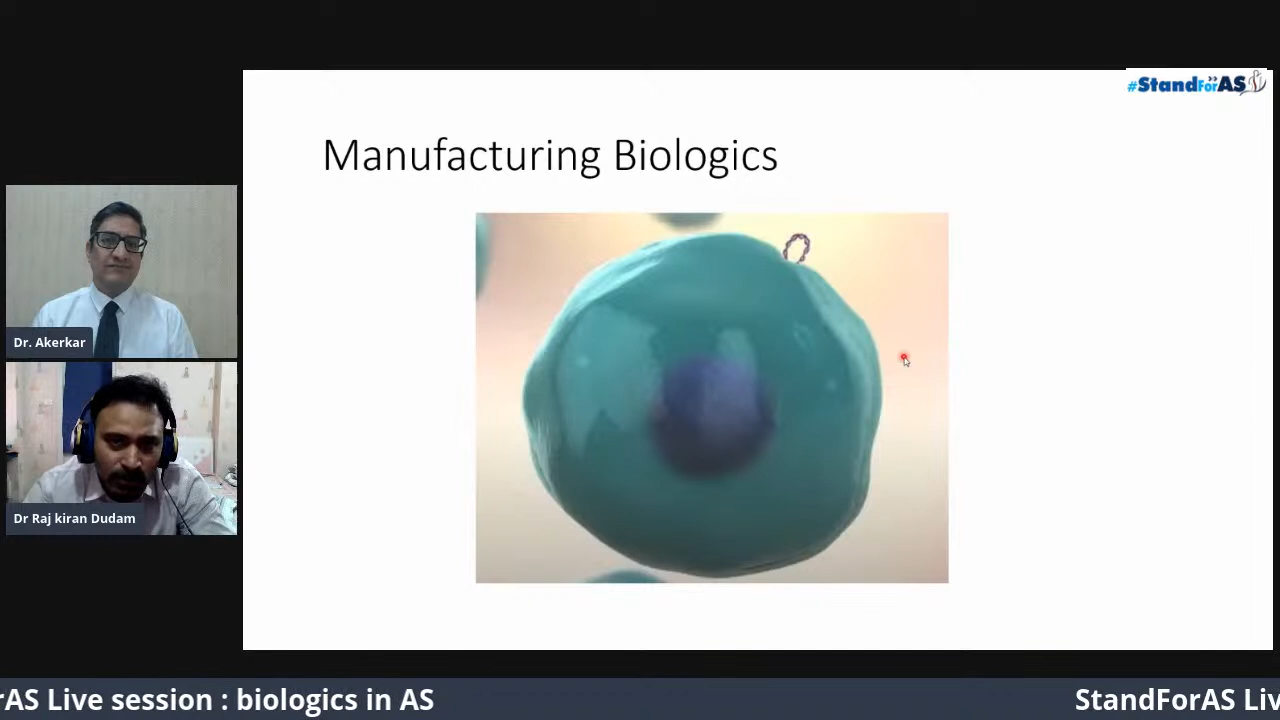 #StandForAS
Manufacturing Biologics
Dr. Akerkar
Dr Raj kiran Dudam
rAS Live session : biologics in AS
StandForAS Liv